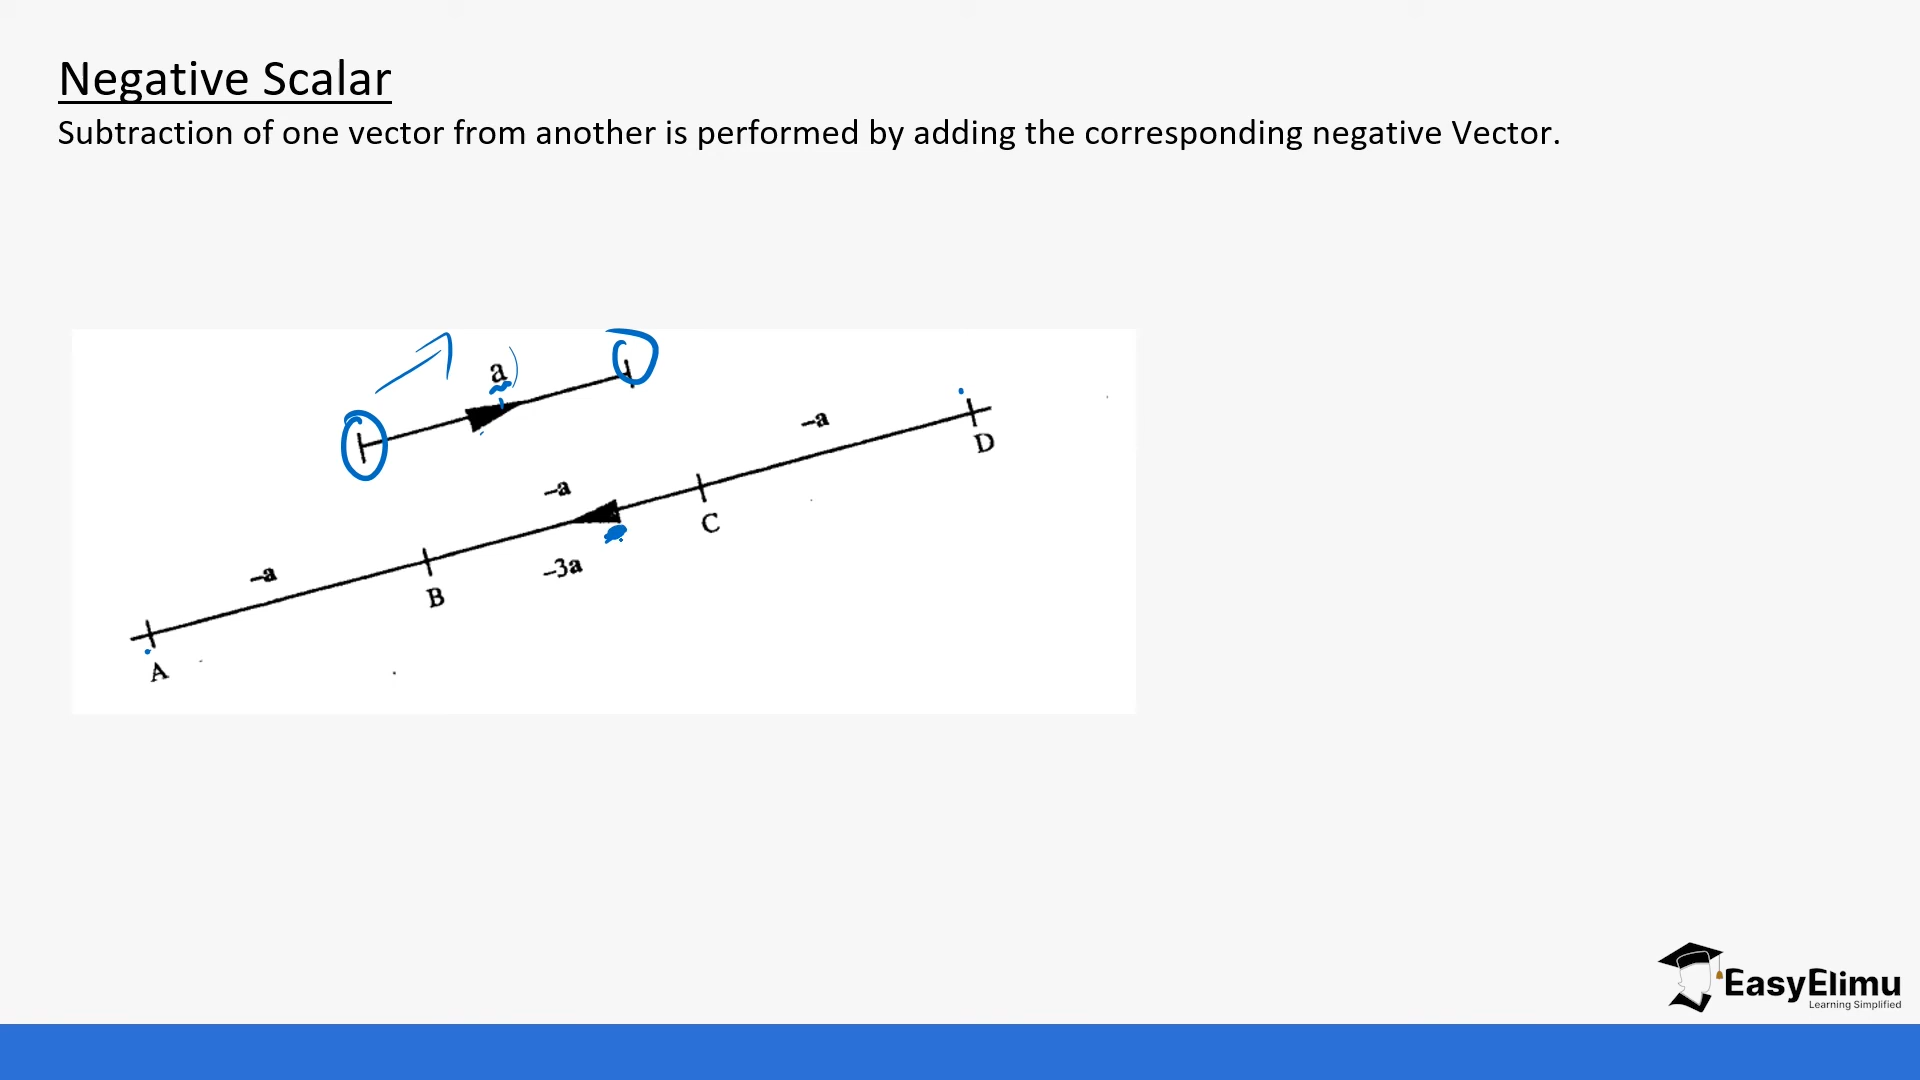 Negative Scalar
Subtraction of one vector from another is performed by adding the corresponding negative Vector.
a
–a
D
–a
C
–3a
–a
B
A
EasyElimu
Learning Simplified